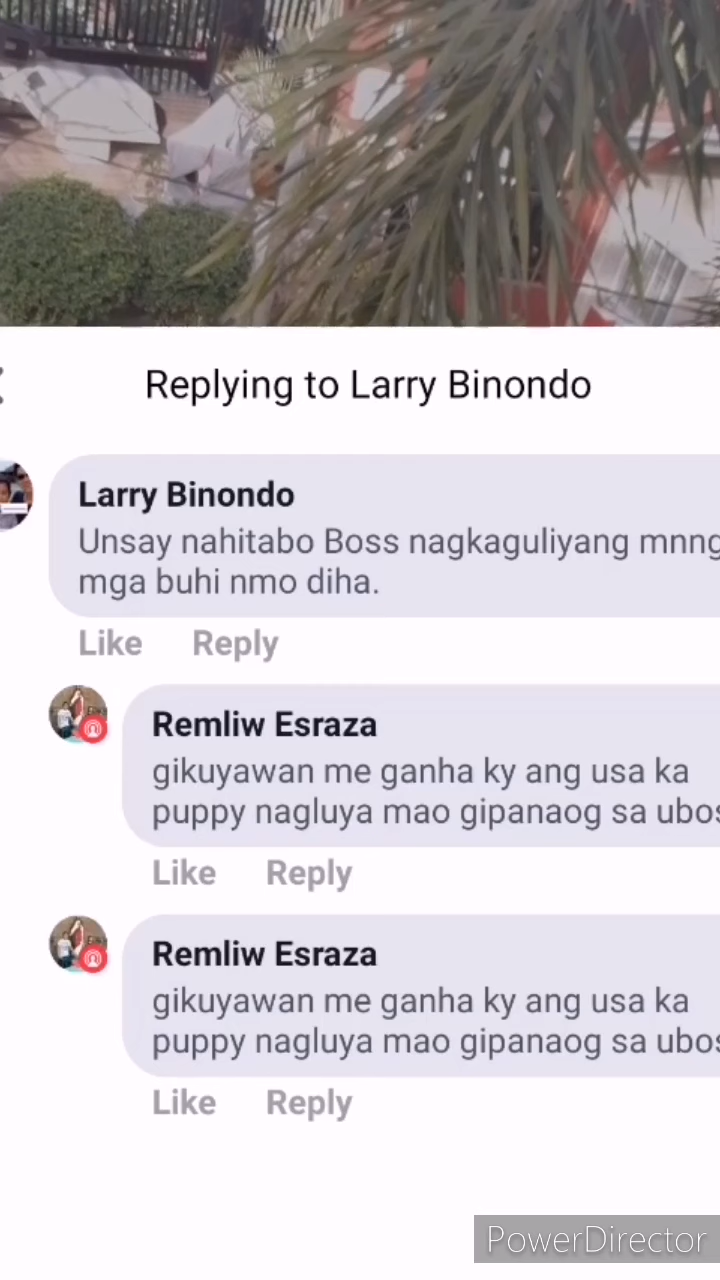 Replying to Larry Binondo
Larry Binondo
Unsay nahitabo Boss nagkaguliyang
mga buhi nmo diha.
Like Reply
Remliw Esraza
gikuyawan me ganha ky ang usa ka
puppy nagluya mao gipanaog sa
Like Reply
Remliw Esraza
gikuyawan me ganha ky ang usa ka
puppy nagluya mao gipanaog sa
Like Reply
PowerDirector